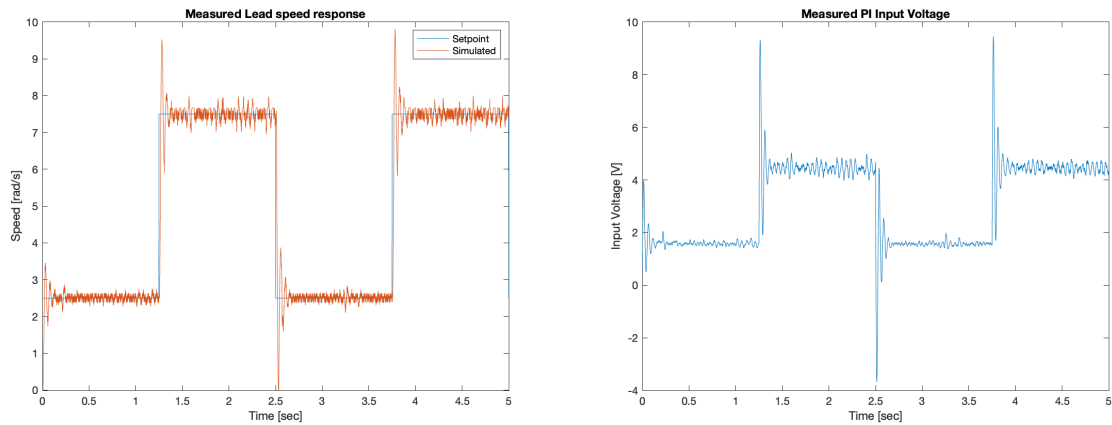 Measured Lead speed response
10
9
8
7
6
5
4
3
2
1
0
Speed [rad/s]
Setpoint
Simulated
0 0.5 1 1.5 2 2.5 3 3.5 4 4.5 5
Time [sec]
Measured PI Input Voltage
10
8
6
4
2
0
-2
-4
Input Voltage [V]
0 0.5 1 1.5 2 2.5 3 3.5 4 4.5 5
Time [sec]